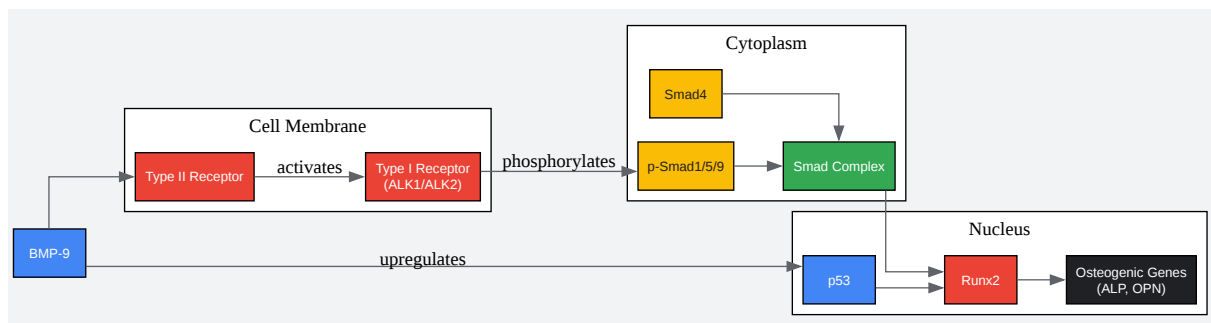 Cytoplasm
Smad4
Cell Membrane
Type II Receptor
activates
Type I Receptor
(ALK1/ALK2)
phosphorylates
p-Smad1/5/9
Smad Complex
Nucleus
BMP-9
upregulates
p53
Runx2
Osteogenic Genes
(ALP, OPN)